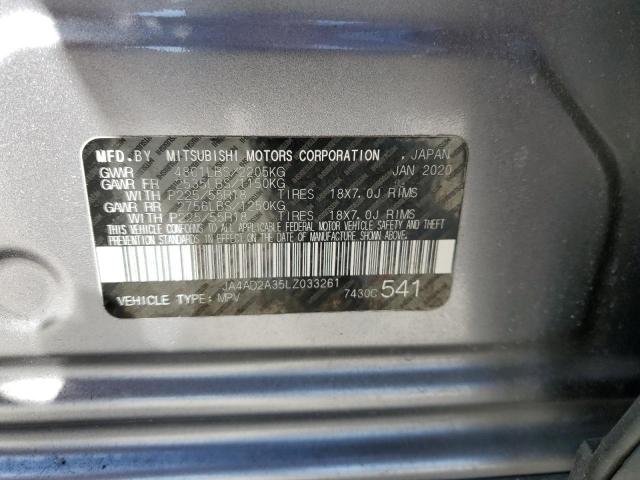 MFD.BY MITSUBISHI MOTORS CORPORATION . JAPAN
GVWR 4861LBS/2205KG JAN 2020
GAWR FR 2535LBS/1150KG
WITH P225/55R18 TIRES 18X7.0J RIMS
GAWR RR 2756LBS/1250KG
WITH P225/55R18 TIRES 18X7.0J RIMS
THIS VEHICLE CONFORMS TO ALL APPLICABLE FEDERAL MOTOR VEHICLE SAFETY AND THEFT
PREVENTION STANDARDS IN EFFECT ON THE DATE OF MANUFACTURE SHOWN ABOVE.
JA4AD2A35LZ033261
VEHICLE TYPE: MPV 7430C 541